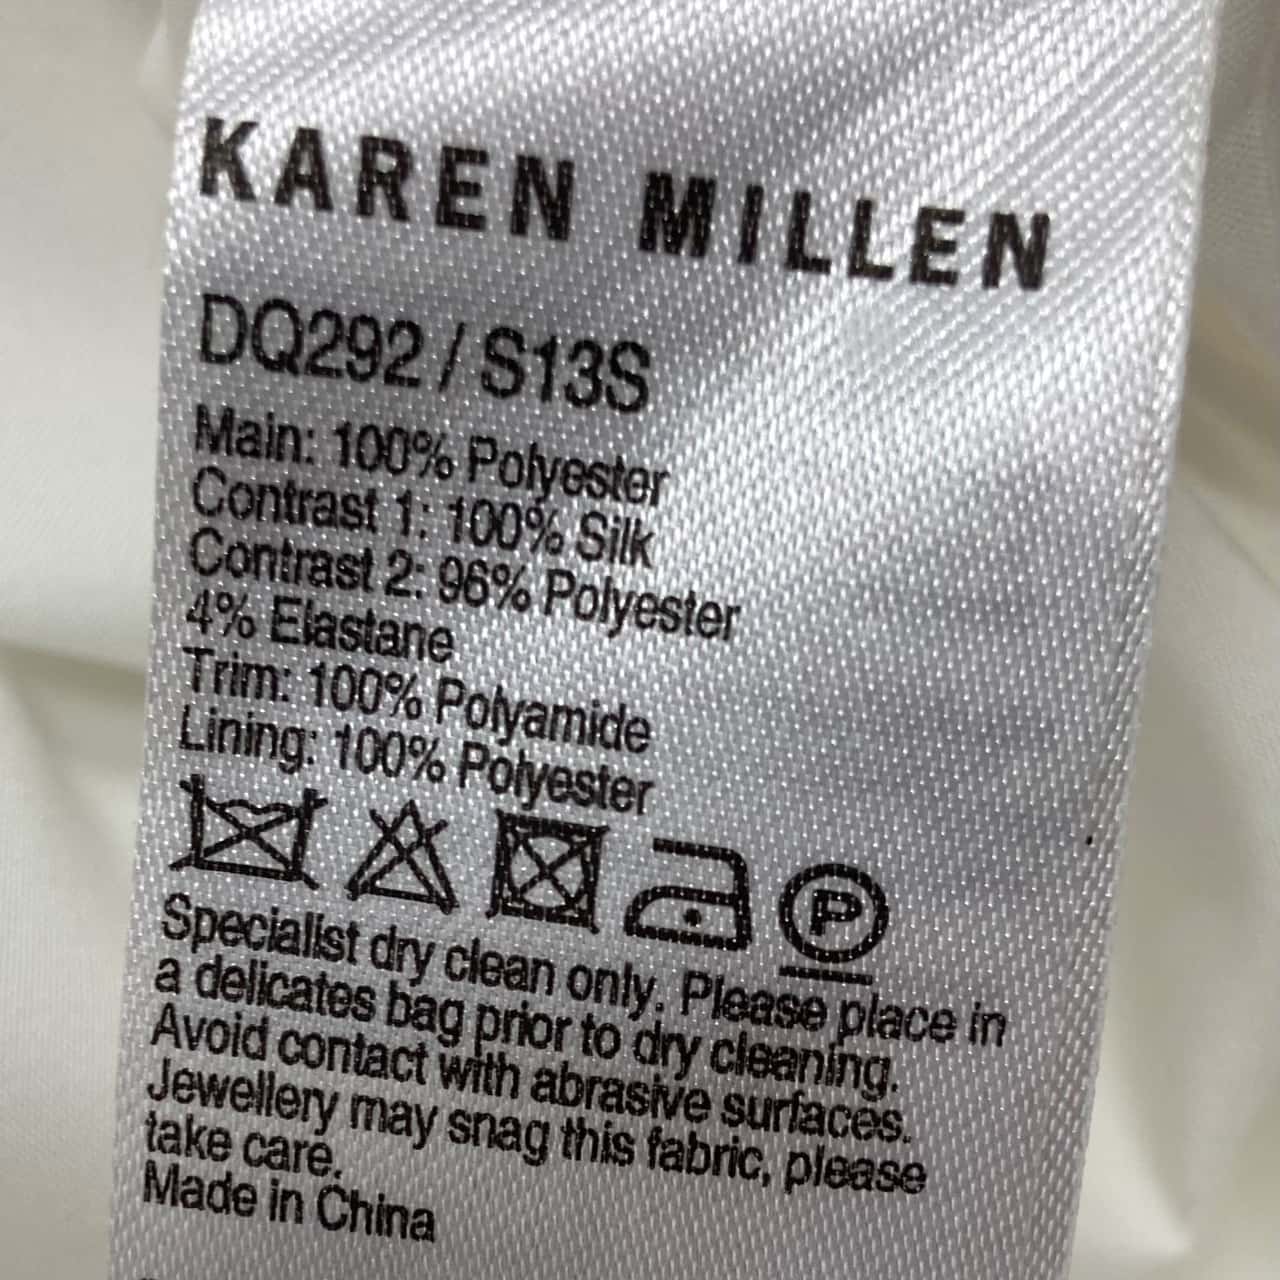 KAREN MILLEN
DQ292 / S13S
Main: 100% Polyester
Contrast 1: 100% Silk
Contrast 2: 96% Polyester
4% Elastane
Trim: 100% Polyamide
Lining: 100% Polyester
P
Specialist dry clean only. Please place in
a delicates bag prior to dry cleaning.
Avoid contact with abrasive surfaces.
Jewellery may snag this fabric, please
take care.
Made in China